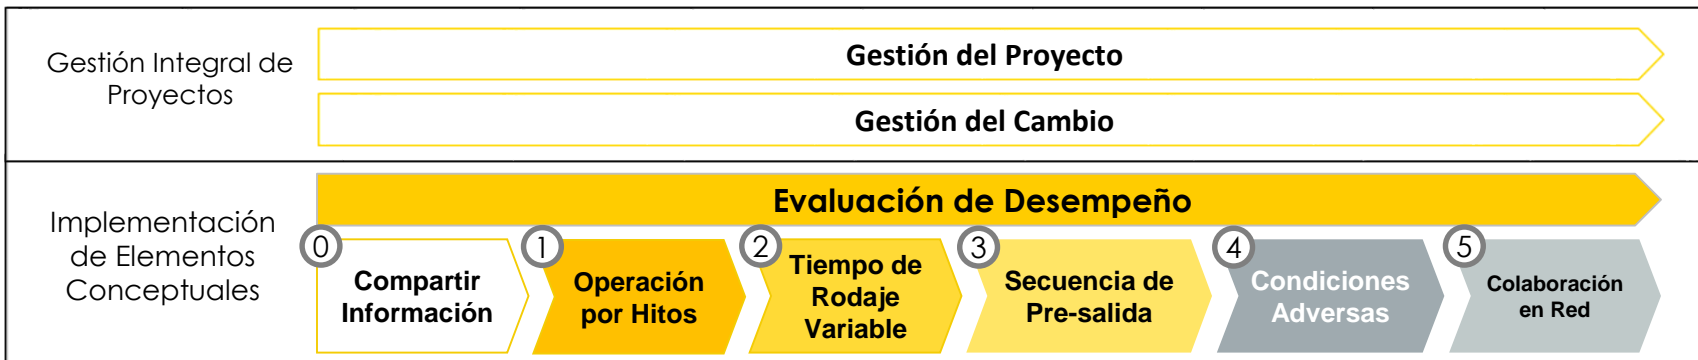 Gestión Integral de
Proyectos
Gestión del Proyecto
Gestión del Cambio
Implementación
de Elementos
Conceptuales
Evaluación de Desempeño
0
Compartir
Información
1
Operación
por Hitos
2
Tiempo de
Rodaje
Variable
3
Secuencia de
Pre-salida
4
Condiciones
Adversas
5
Colaboración
en Red